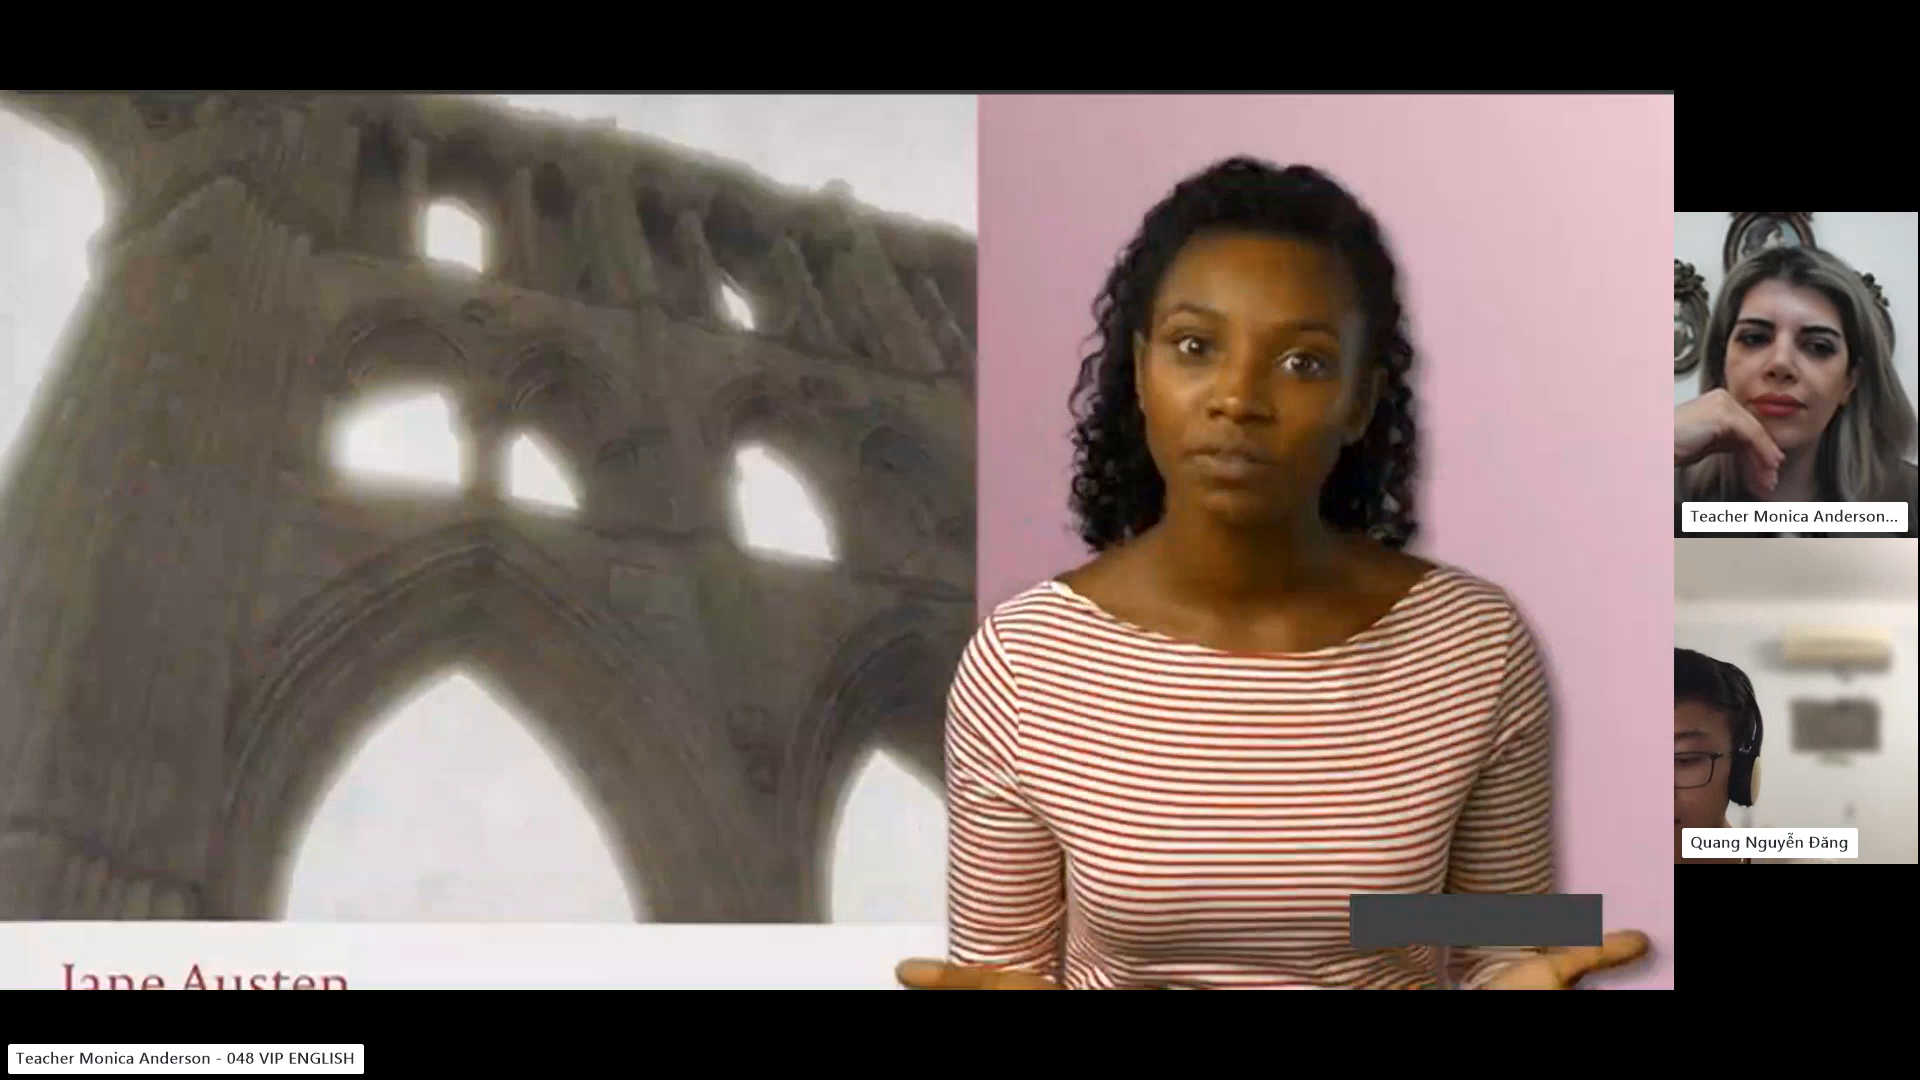 Jane Austen
Teacher Monica Anderson...
Quang Nguyễn Đăng
Teacher Monica Anderson - 048 VIP ENGLISH